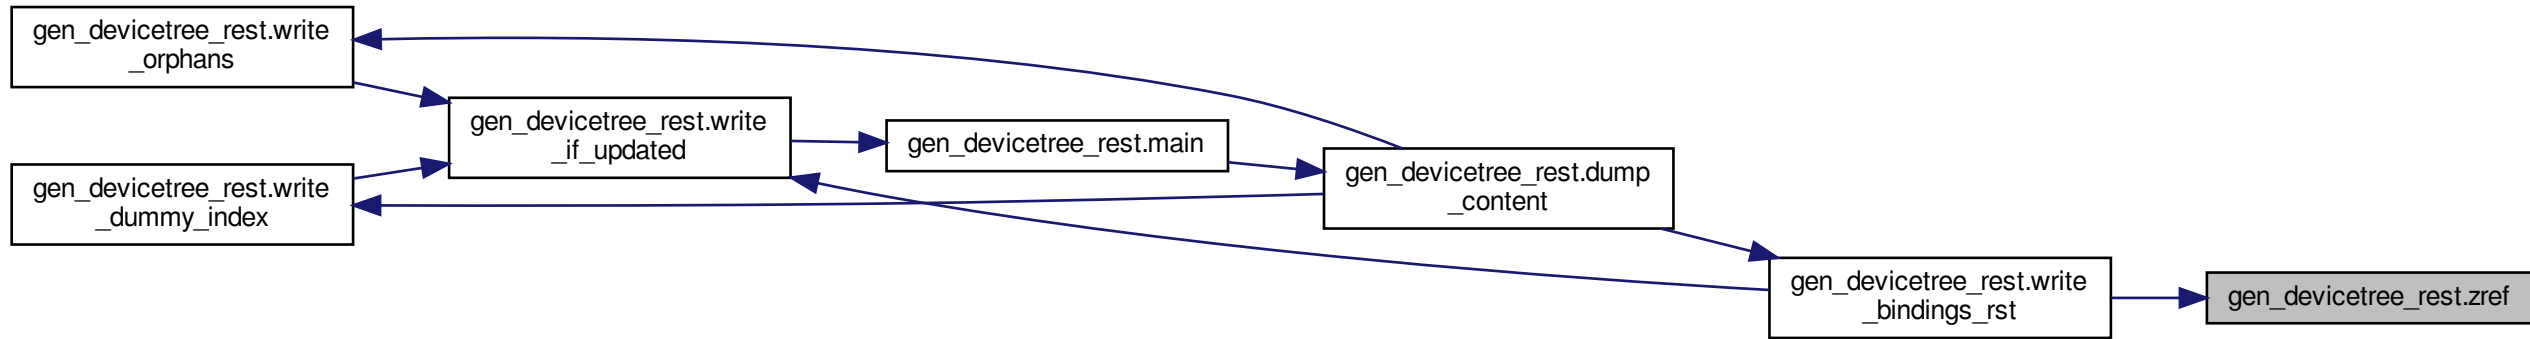 gen_devicetree_rest.write
_orphans
gen_devicetree_rest.write
_if_updated
gen_devicetree_rest.write
_dummy_index
gen_devicetree_rest.main
gen_devicetree_rest.dump
_content
gen_devicetree_rest.write
_bindings_rst
gen_devicetree_rest.zref